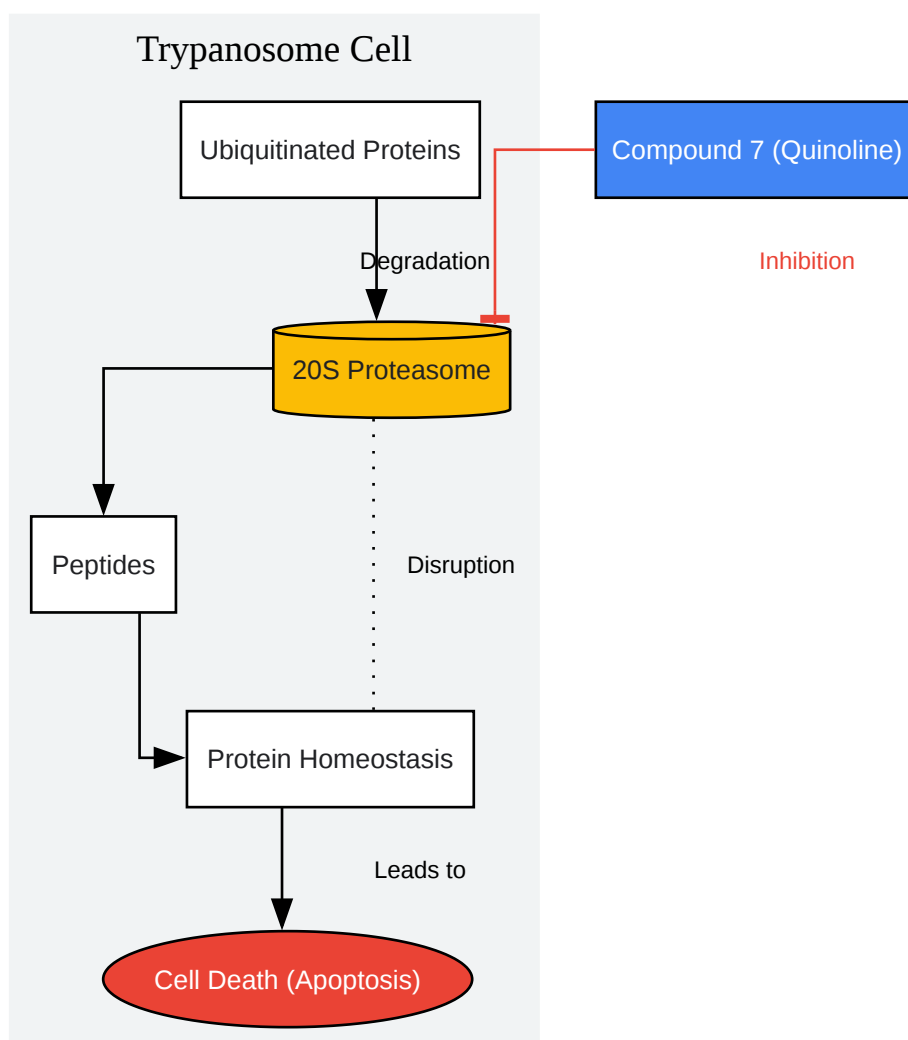 Trypanosome Cell
Ubiquitinated Proteins
Compound 7 (Quinoline)
Degradation
Inhibition
20S Proteasome
Peptides
Disruption
Protein Homeostasis
Leads to
Cell Death (Apoptosis)